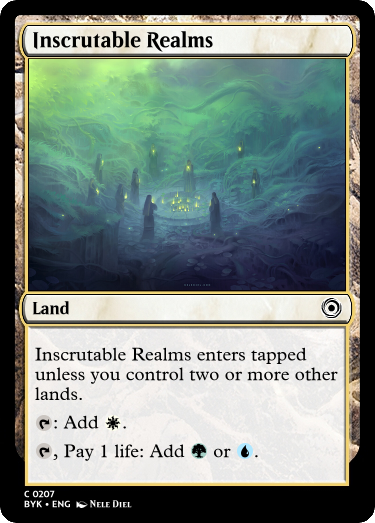 Inscrutable Realms
Land
Inscrutable Realms enters tapped
unless you control two or more other
lands.
: Add .
, Pay 1 life: Add or .
C 0207
BYK • ENG Nele Diel